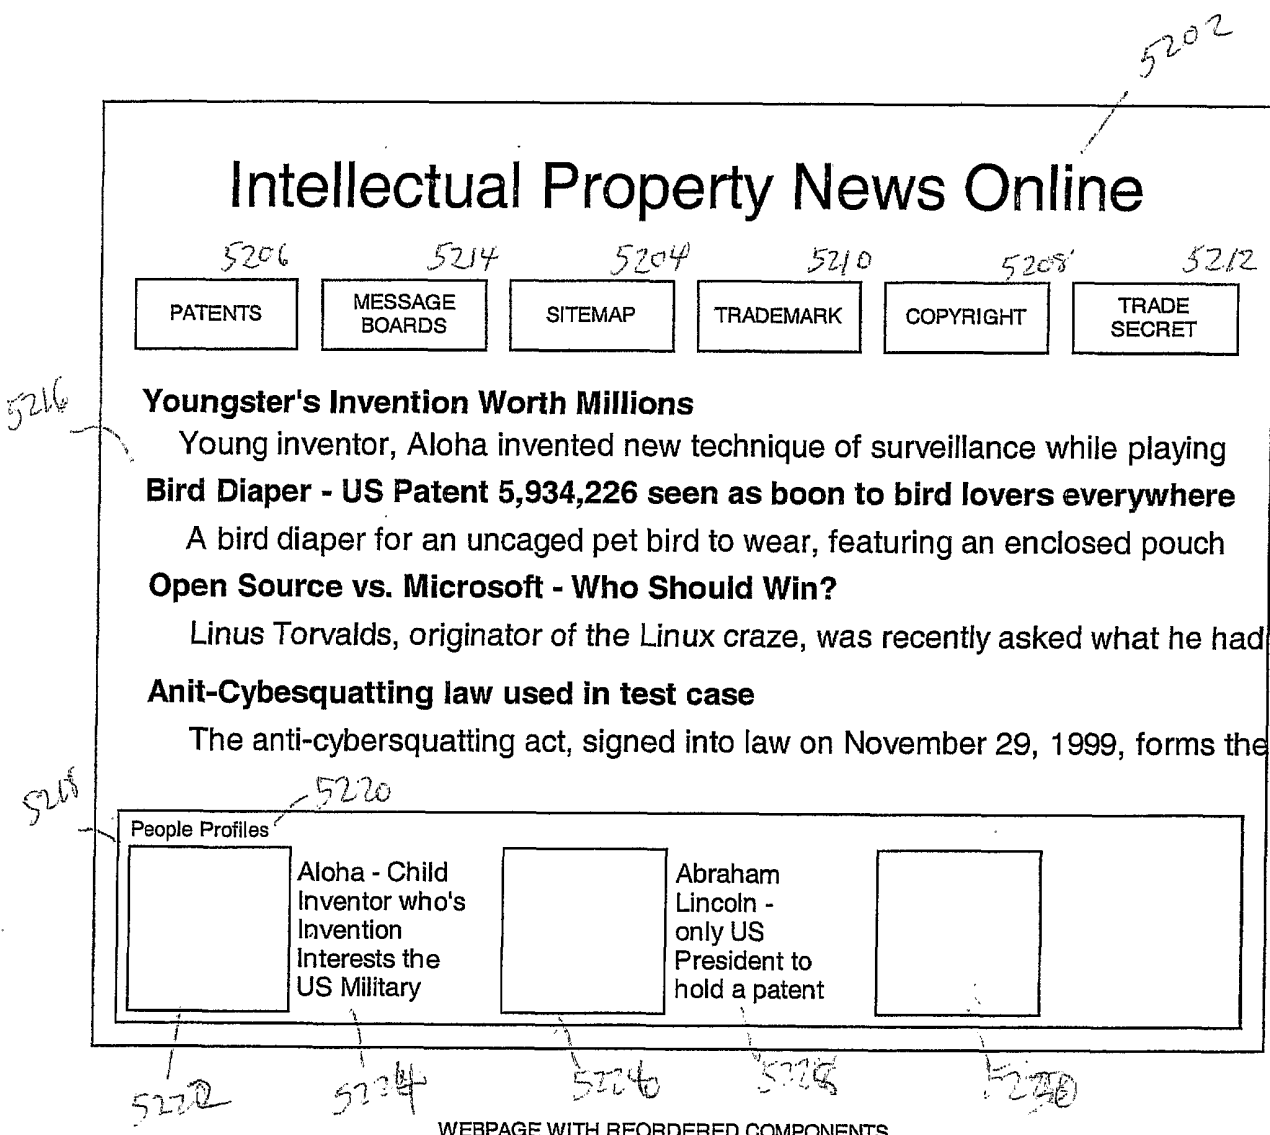 5202
Intellectual Property News Online
5206 5214 5204 5210 5208 5212
PATENTS
MESSAGE
BOARDS
SITEMAP
TRADEMARK
COPYRIGHT
TRADE
SECRET
5216
Youngster's Invention Worth Millions
Young inventor, Aloha invented new technique of surveillance while playing
Bird Diaper - US Patent 5,934,226 seen as boon to bird lovers everywhere
A bird diaper for an uncaged pet bird to wear, featuring an enclosed pouch
Open Source vs. Microsoft - Who Should Win?
Linus Torvalds, originator of the Linux craze, was recently asked what he had
Anit-Cybesquatting law used in test case
The anti-cybersquatting act, signed into law on November 29, 1999, forms the
5218
5220
People Profiles
Aloha - Child
Inventor who's
Invention
Interests the
US Military
Abraham
Lincoln -
only US
President to
hold a patent
5222 5224 5226 5228
WEBPAGE WITH REORDERED COMPONENTS